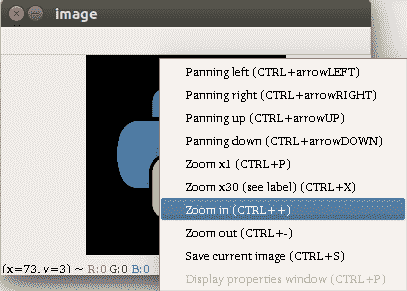 image
Panning left (CTRL+arrowLEFT)
Panning right (CTRL+arrowRIGHT)
Panning up (CTRL+arrowUP)
Panning down (CTRL+arrowDOWN)
Zoom x1 (CTRL+P)
Zoom x30 (see label) (CTRL+X)
Zoom in (CTRL++)
Zoom out (CTRL+-)
Save current image (CTRL+S)
Display properties window (CTRL+P)
(x=73, y=3) ~ R:0 G:0 B:0